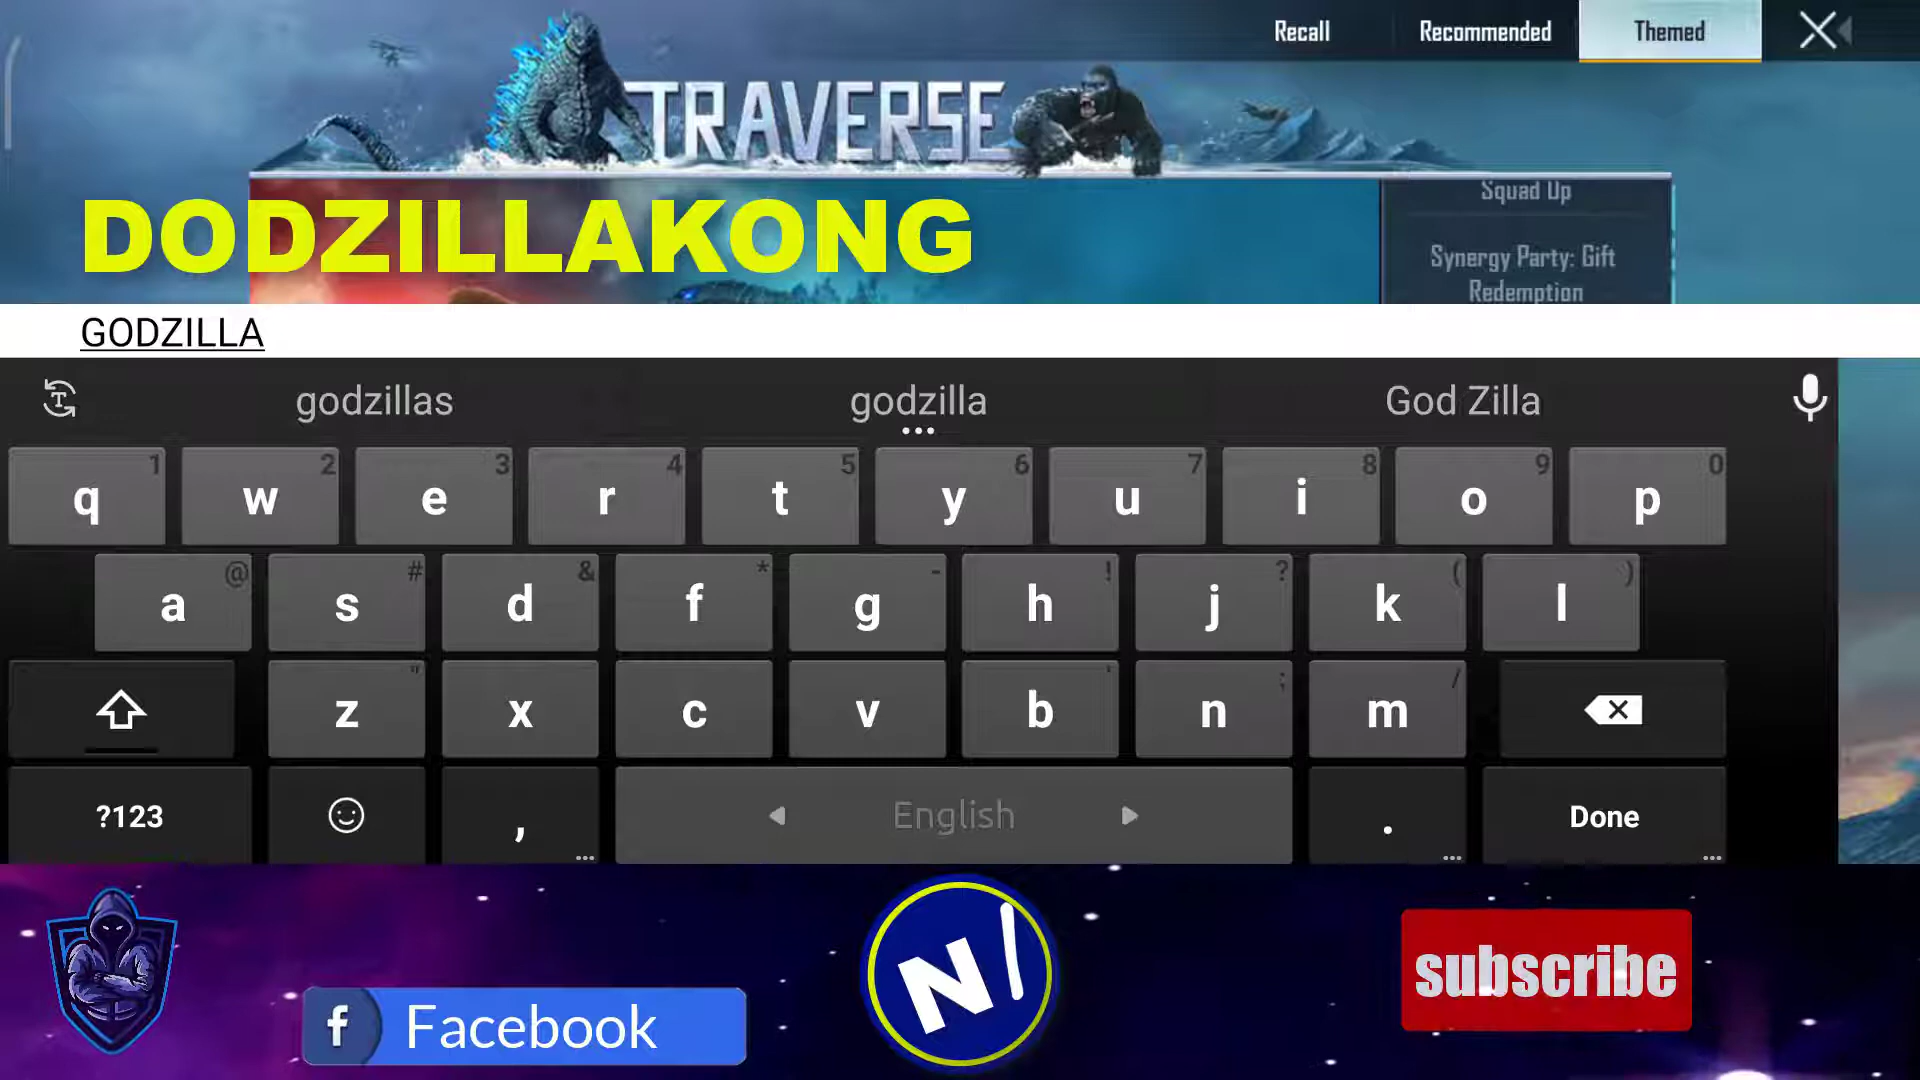 Recall Recommended Themed
TRAVERSE
Squad Up
DODZILLAKONG
Synergy Party: Gift
Redemption
GODZILLA
godzillas godzilla God Zilla
1 2 3 4 5 6 7 8 9 0
q w e r t y u i o p
@ # & * - ! ? ( )
a s d f g h j k l
" ' ; /
z x c v b n m
?123 , English . Done
N
Facebook
subscribe